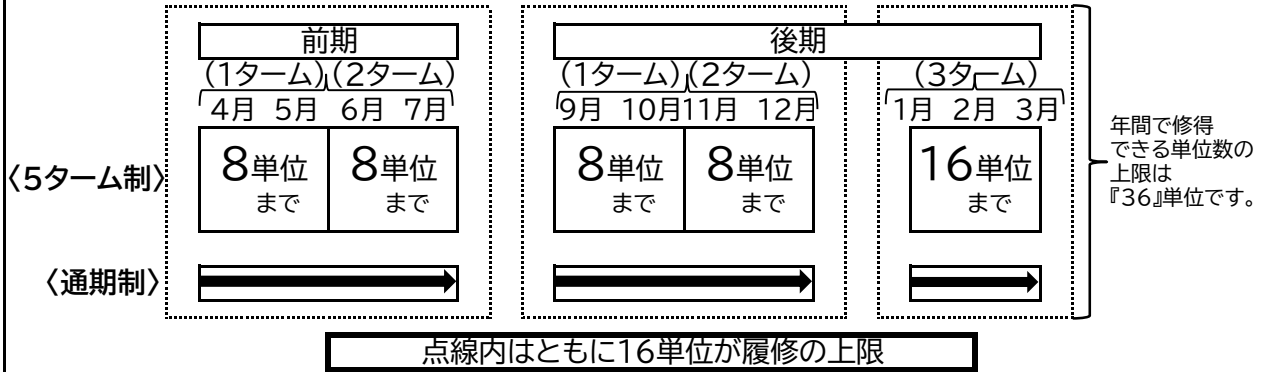 前期
後期
(1ターム)(2ターム)
(1ターム)(2ターム)
(3ターム)
4月 5月 6月 7月
9月 10月 11月 12月
1月 2月 3月
〈5ターム制〉
8単位
まで
8単位
まで
8単位
まで
8単位
まで
16単位
まで
年間で修得
できる単位数の
上限は
『36』単位です。
〈通期制〉
点線内はともに16単位が履修の上限